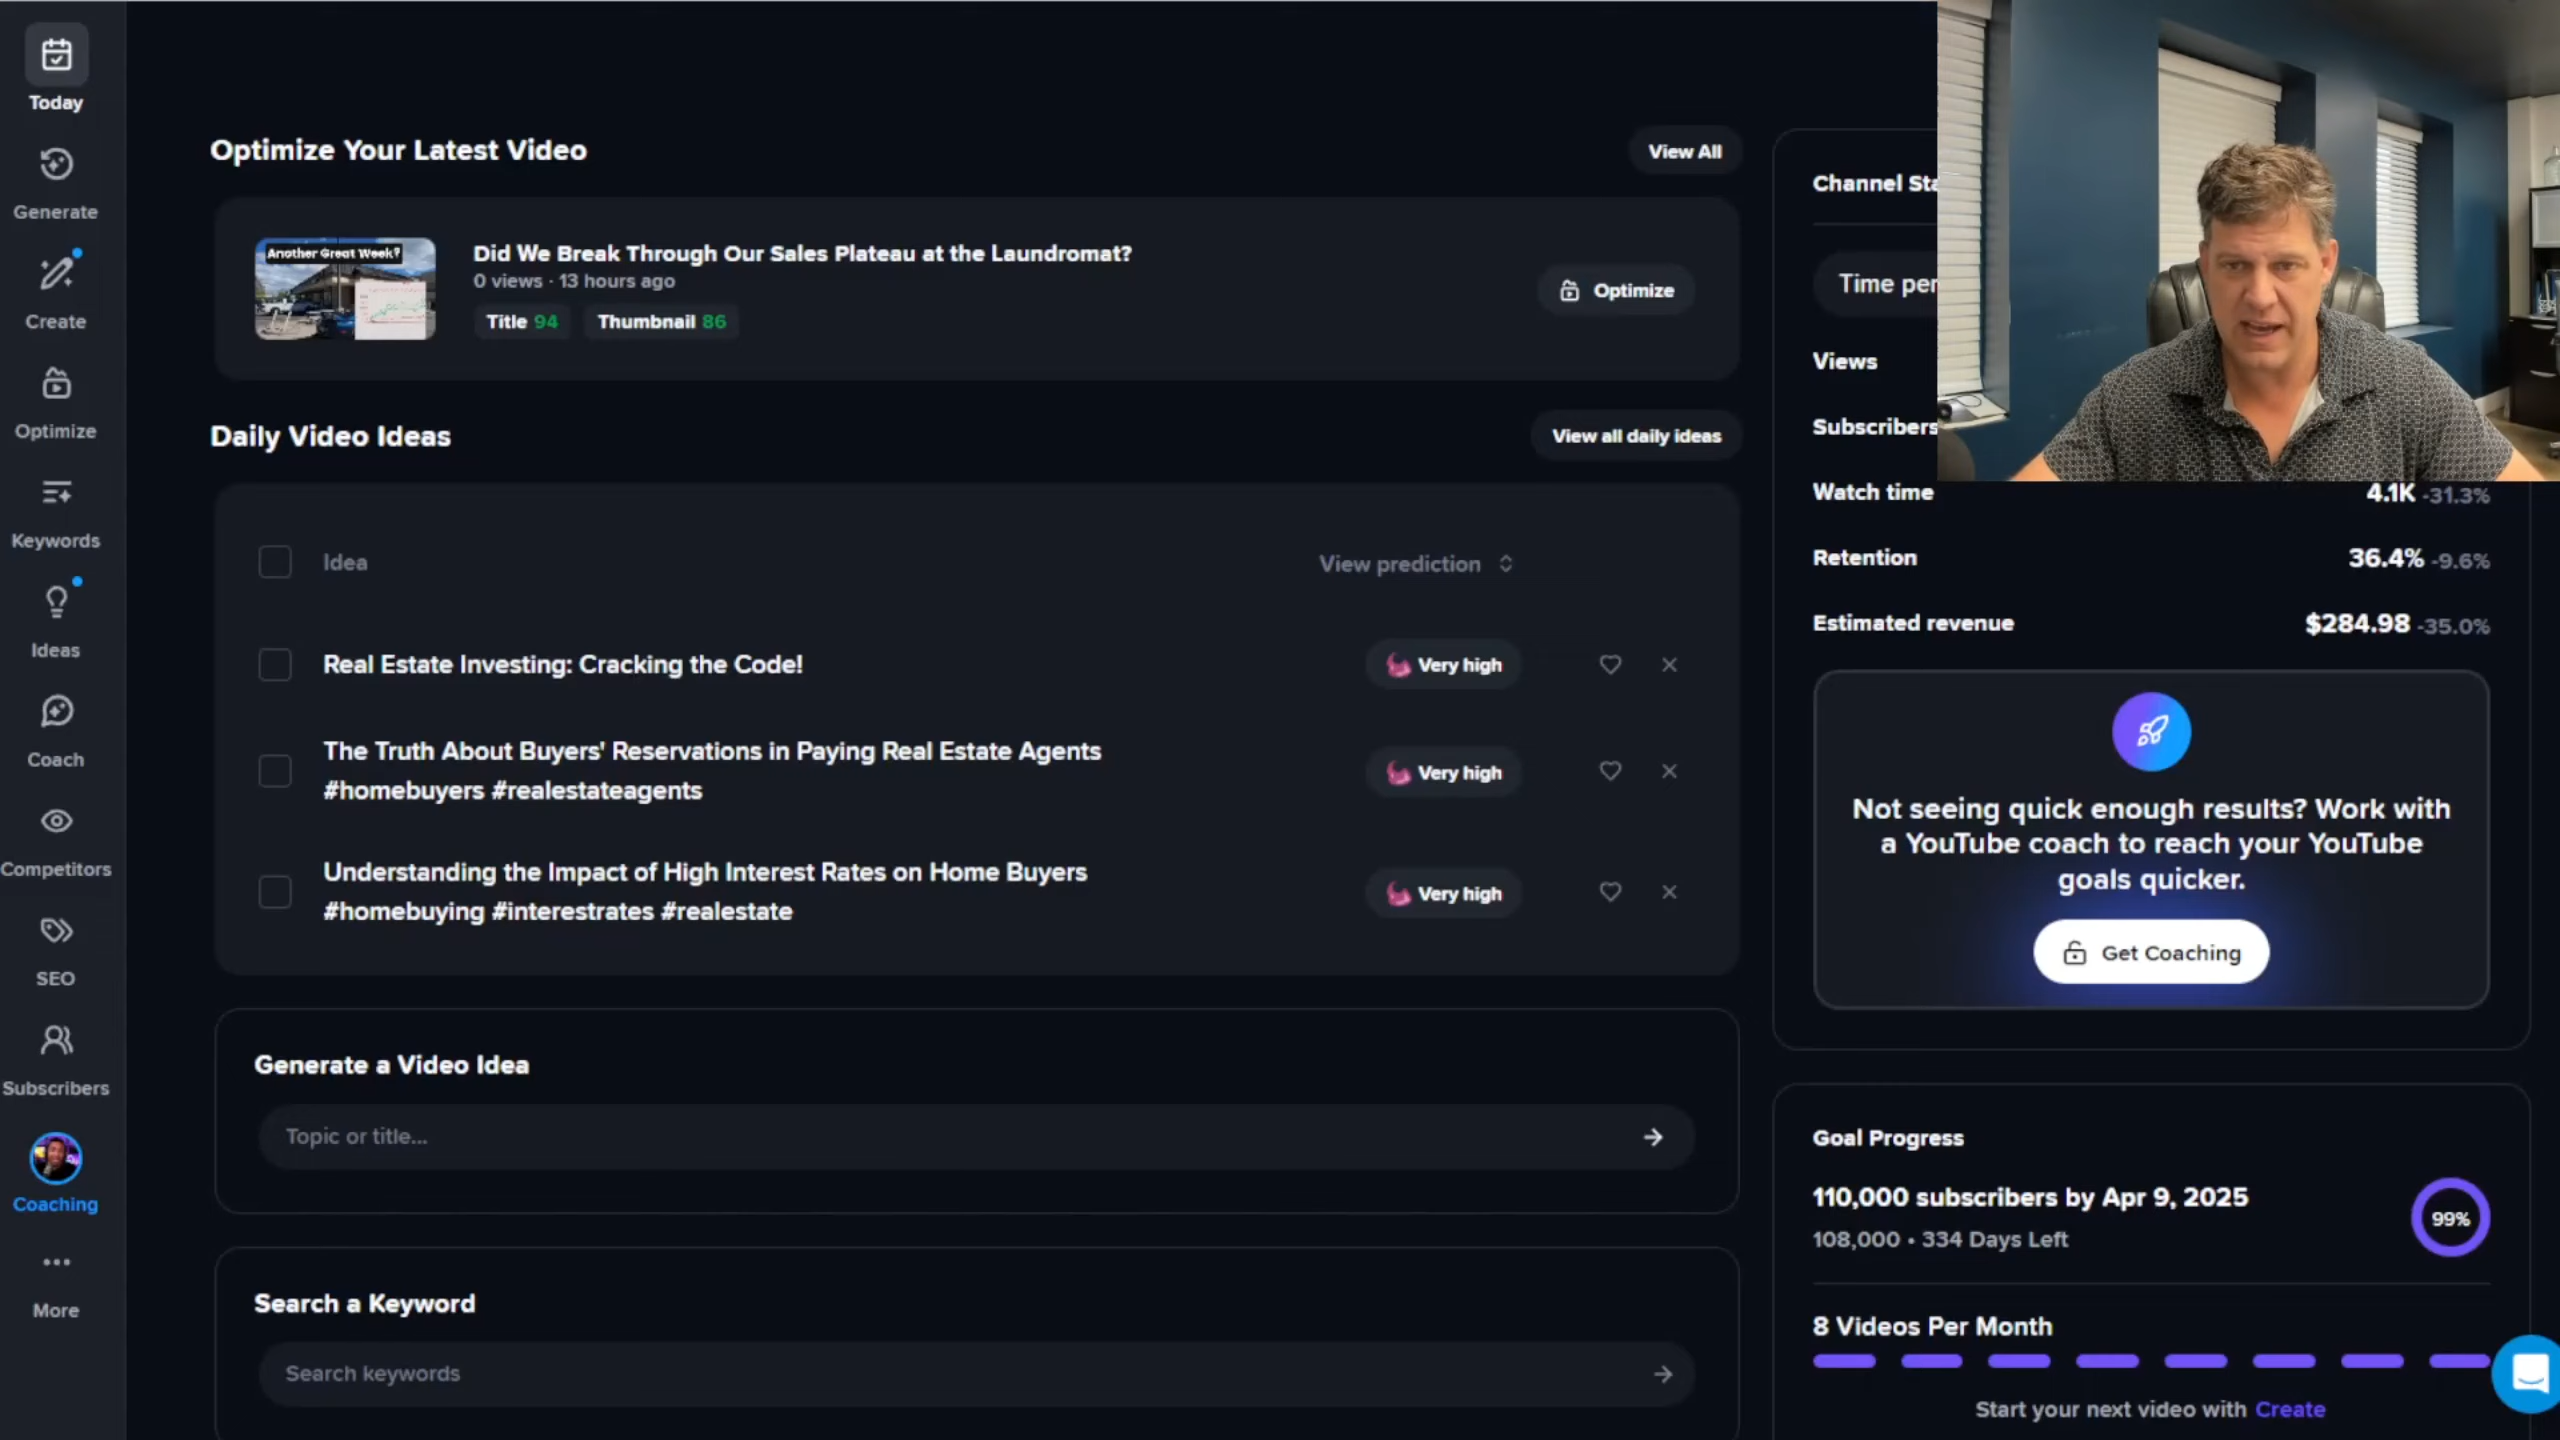 Today
Generate
Create
Optimize
Keywords
Ideas
Coach
Competitors
SEO
Subscribers
Coaching
More
Optimize Your Latest Video
View All
Another Great Week?
Did We Break Through Our Sales Plateau at the Laundromat?
0 views · 13 hours ago
Title 94
Thumbnail 86
Optimize
Daily Video Ideas
View all daily ideas
Idea
View prediction
Real Estate Investing: Cracking the Code!
Very high
The Truth About Buyers' Reservations in Paying Real Estate Agents
#homebuyers #realestateagents
Very high
Understanding the Impact of High Interest Rates on Home Buyers
#homebuying #interestrates #realestate
Very high
Generate a Video Idea
Topic or title...
Search a Keyword
Search keywords
Channel Sta
Time per
Views
Subscribers
Watch time
4.1K -31.3%
Retention
36.4% -9.6%
Estimated revenue
$284.98 -35.0%
Not seeing quick enough results? Work with
a YouTube coach to reach your YouTube
goals quicker.
Get Coaching
Goal Progress
110,000 subscribers by Apr 9, 2025
108,000 • 334 Days Left
99%
8 Videos Per Month
Start your next video with Create